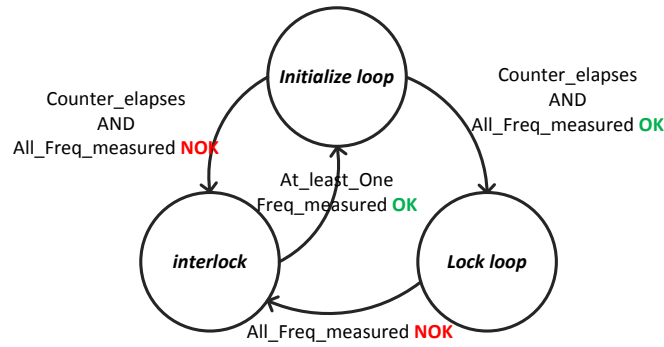 Initialize loop
Counter_elapses
AND
All_Freq_measured NOK
Counter_elapses
AND
All_Freq_measured OK
At_least_One
Freq_measured OK
interlock
Lock loop
All_Freq_measured NOK